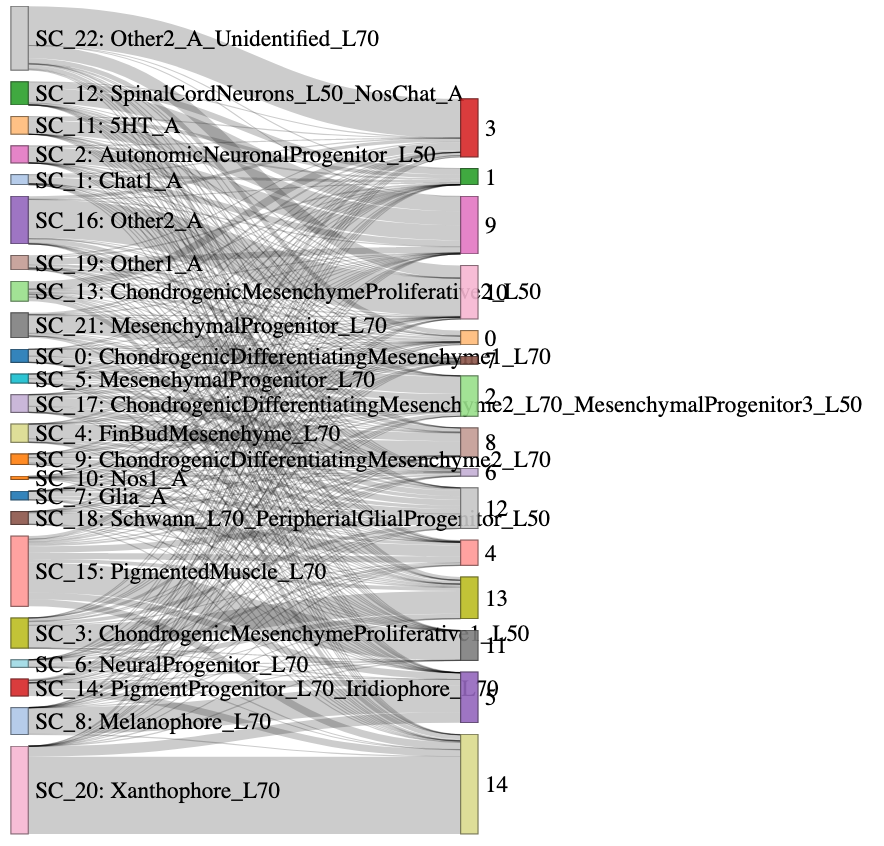 SC_22: Other2_A_Unidentified_L70
SC_12: SpinalCordNeurons_L50_NosChat_A
SC_11: 5HT_A
SC_2: AutonomicNeuronalProgenitor_L50
SC_1: Chat1_A
SC_16: Other2_A
SC_19: Other1_A
SC_13: ChondrogenicMesenchymeProliferative2_L50
SC_21: MesenchymalProgenitor_L70
SC_0: ChondrogenicDifferentiatingMesenchyme1_L70
SC_5: MesenchymalProgenitor_L70
SC_17: ChondrogenicDifferentiatingMesenchyme2_L70_MesenchymalProgenitor3_L50
SC_4: FinBudMesenchyme_L70
SC_9: ChondrogenicDifferentiatingMesenchyme2_L70
SC_10: Nos1_A
SC_7: Glia_A
SC_18: Schwann_L70_PeripherialGlialProgenitor_L50
SC_15: PigmentedMuscle_L70
SC_3: ChondrogenicMesenchymeProliferative1_L50
SC_6: NeuralProgenitor_L70
SC_14: PigmentProgenitor_L70_Iridiophore_L70
SC_8: Melanophore_L70
SC_20: Xanthophore_L70
3
1
9
10
0
7
2
8
6
12
4
13
11
5
14